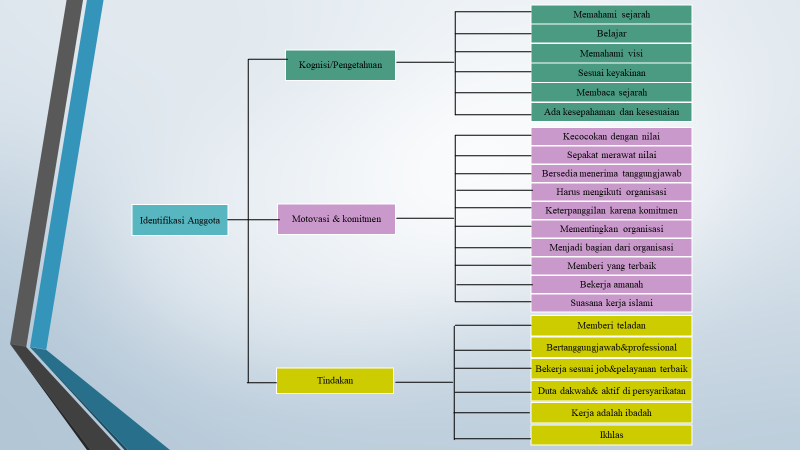 Identifikasi Anggota
Kognisi/Pengetahuan
Memahami sejarah
Belajar
Memahami visi
Sesuai keyakinan
Membaca sejarah
Ada kesepahaman dan kesesuaian
Motovasi & komitmen
Kecocokan dengan nilai
Sepakat merawat nilai
Bersedia menerima tanggungjawab
Harus mengikuti organisasi
Keterpanggilan karena komitmen
Mementingkan organisasi
Menjadi bagian dari organisasi
Memberi yang terbaik
Bekerja amanah
Suasana kerja islami
Tindakan
Memberi teladan
Bertanggungjawab&professional
Bekerja sesuai job&pelayanan terbaik
Duta dakwah& aktif di persyarikatan
Kerja adalah ibadah
Ikhlas